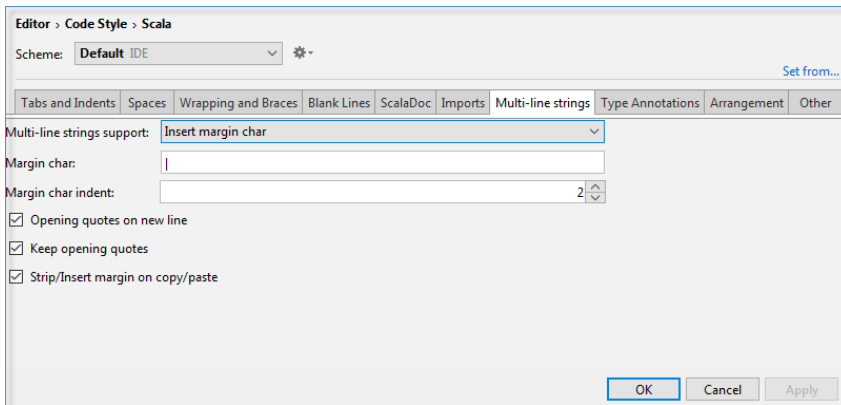 Editor › Code Style › Scala
Scheme: Default IDE
Set from...
Tabs and Indents Spaces Wrapping and Braces Blank Lines ScalaDoc Imports Multi-line strings Type Annotations Arrangement Other
Multi-line strings support: Insert margin char
Margin char: |
Margin char indent: 2
Opening quotes on new line
Keep opening quotes
Strip/Insert margin on copy/paste
OK Cancel Apply